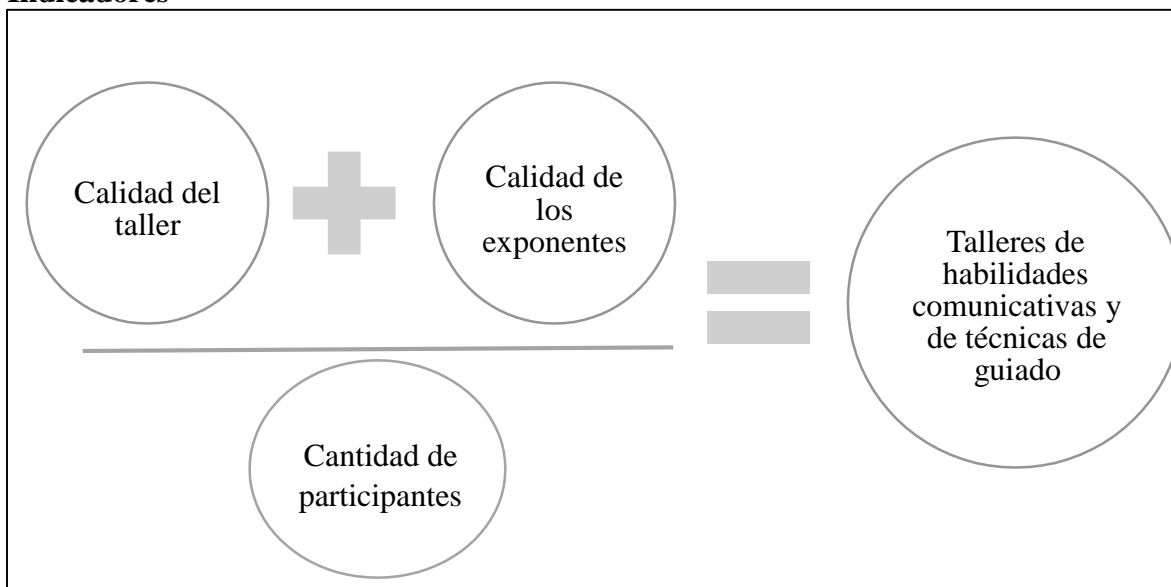 Indicadores
Calidad del
taller
Calidad de
los
exponentes
Talleres de
habilidades
comunicativas y
de técnicas de
guiado
Cantidad de
participantes